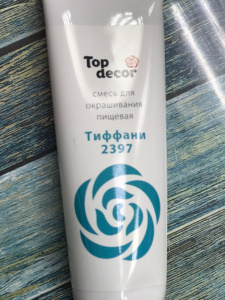 Top
decor
смесь для
окрашивания
пищевая
Тиффани
2397